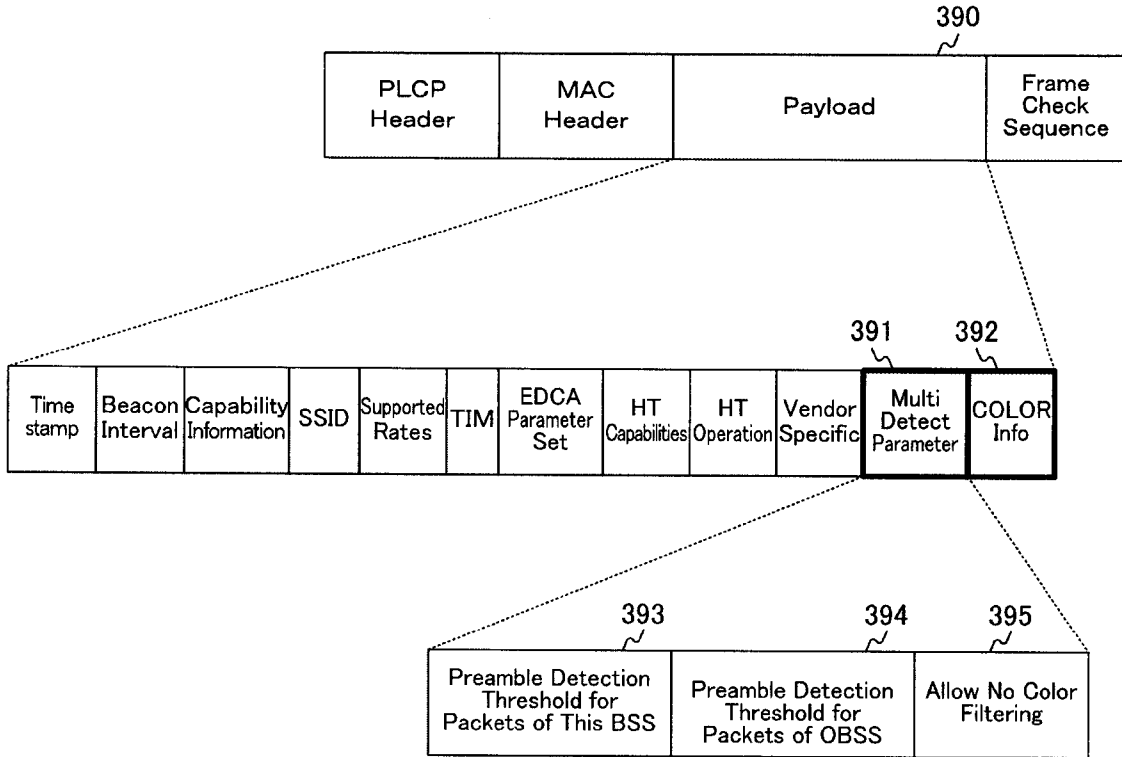 390
PLCP
Header
MAC
Header
Payload
Frame
Check
Sequence
391
392
Time
stamp
Beacon
Interval
Capability
Information
SSID
Supported
Rates
TIM
EDCA
Parameter
Set
HT
Capabilities
HT
Operation
Vendor
Specific
Multi
Detect
Parameter
COLOR
Info
393
394
395
Preamble Detection
Threshold for
Packets of This BSS
Preamble Detection
Threshold for
Packets of OBSS
Allow No Color
Filtering